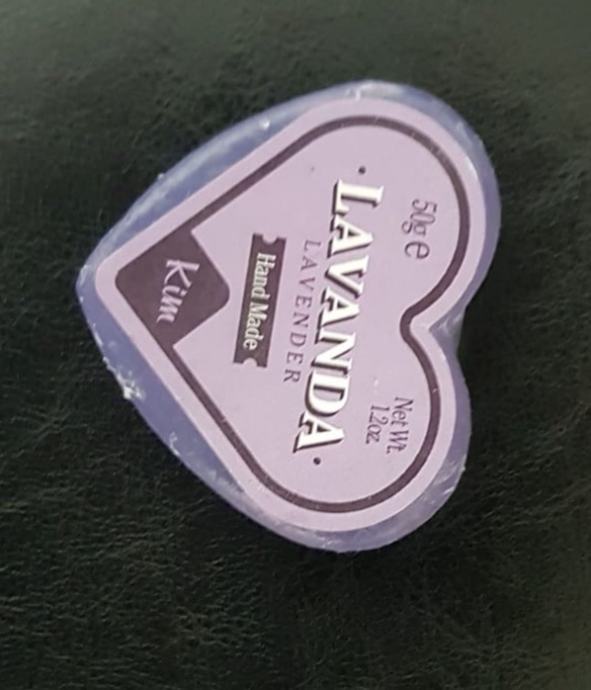 50g e
Net Wt.
1.2oz
· LAVANDA ·
LAVENDER
Hand Made
Kim